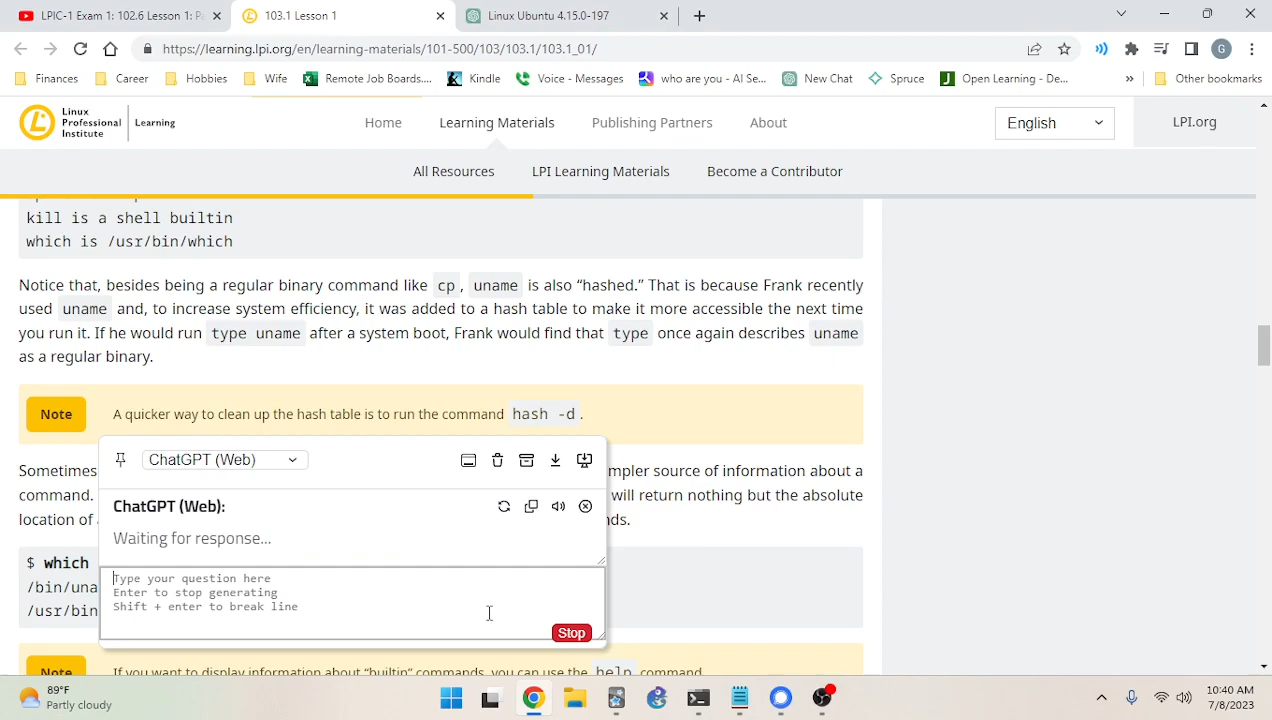 LPIC-1 Exam 1: 102.6 Lesson 1: Pa
103.1 Lesson 1
Linux Ubuntu 4.15.0-197
https://learning.lpi.org/en/learning-materials/101-500/103/103.1/103.1_01/
G
Finances
Career
Hobbies
Wife
Remote Job Boards....
Kindle
Voice - Messages
who are you - AI Se...
New Chat
Spruce
Open Learning - De...
»
Other bookmarks
Linux
Professional
Institute
Learning
Home
Learning Materials
Publishing Partners
About
English
LPI.org
All Resources
LPI Learning Materials
Become a Contributor
kill is a shell builtin
which is /usr/bin/which
Notice that, besides being a regular binary command like cp, uname is also “hashed.” That is because Frank recently
used uname and, to increase system efficiency, it was added to a hash table to make it more accessible the next time
you run it. If he would run type uname after a system boot, Frank would find that type once again describes uname
as a regular binary.
Note
A quicker way to clean up the hash table is to run the command hash -d.
ChatGPT (Web)
Sometimes
mpler source of information about a
command.
will return nothing but the absolute
location of
ds.
ChatGPT (Web):
Waiting for response...
$ which
/bin/una
/usr/bin
Type your question here
Enter to stop generating
Shift + enter to break line
Stop
Note
If you want to display information about “builtin” commands, you can use the help command.
89°F
Partly cloudy
10:40 AM
7/8/2023